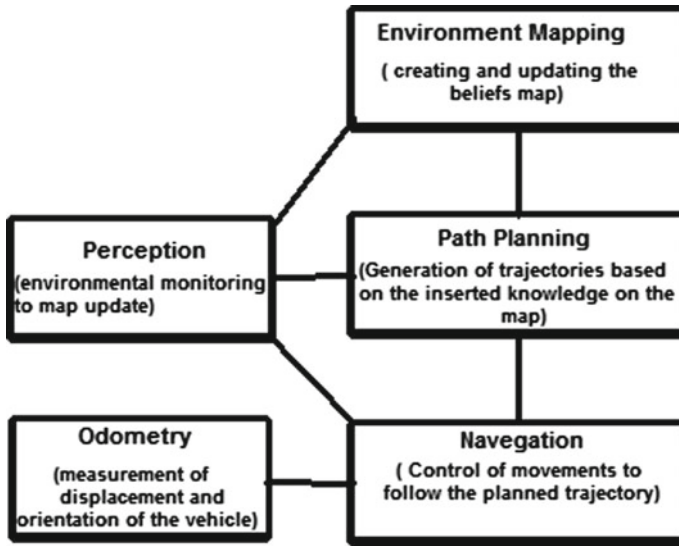 Environment Mapping
( creating and updating the
beliefs map)
Perception
(environmental monitoring
to map update)
Path Planning
(Generation of trajectories based
on the inserted knowledge on the
map)
Odometry
(measurement of
displacement and
orientation of the vehicle)
Navegation
( Control of movements to
follow the planned trajectory)